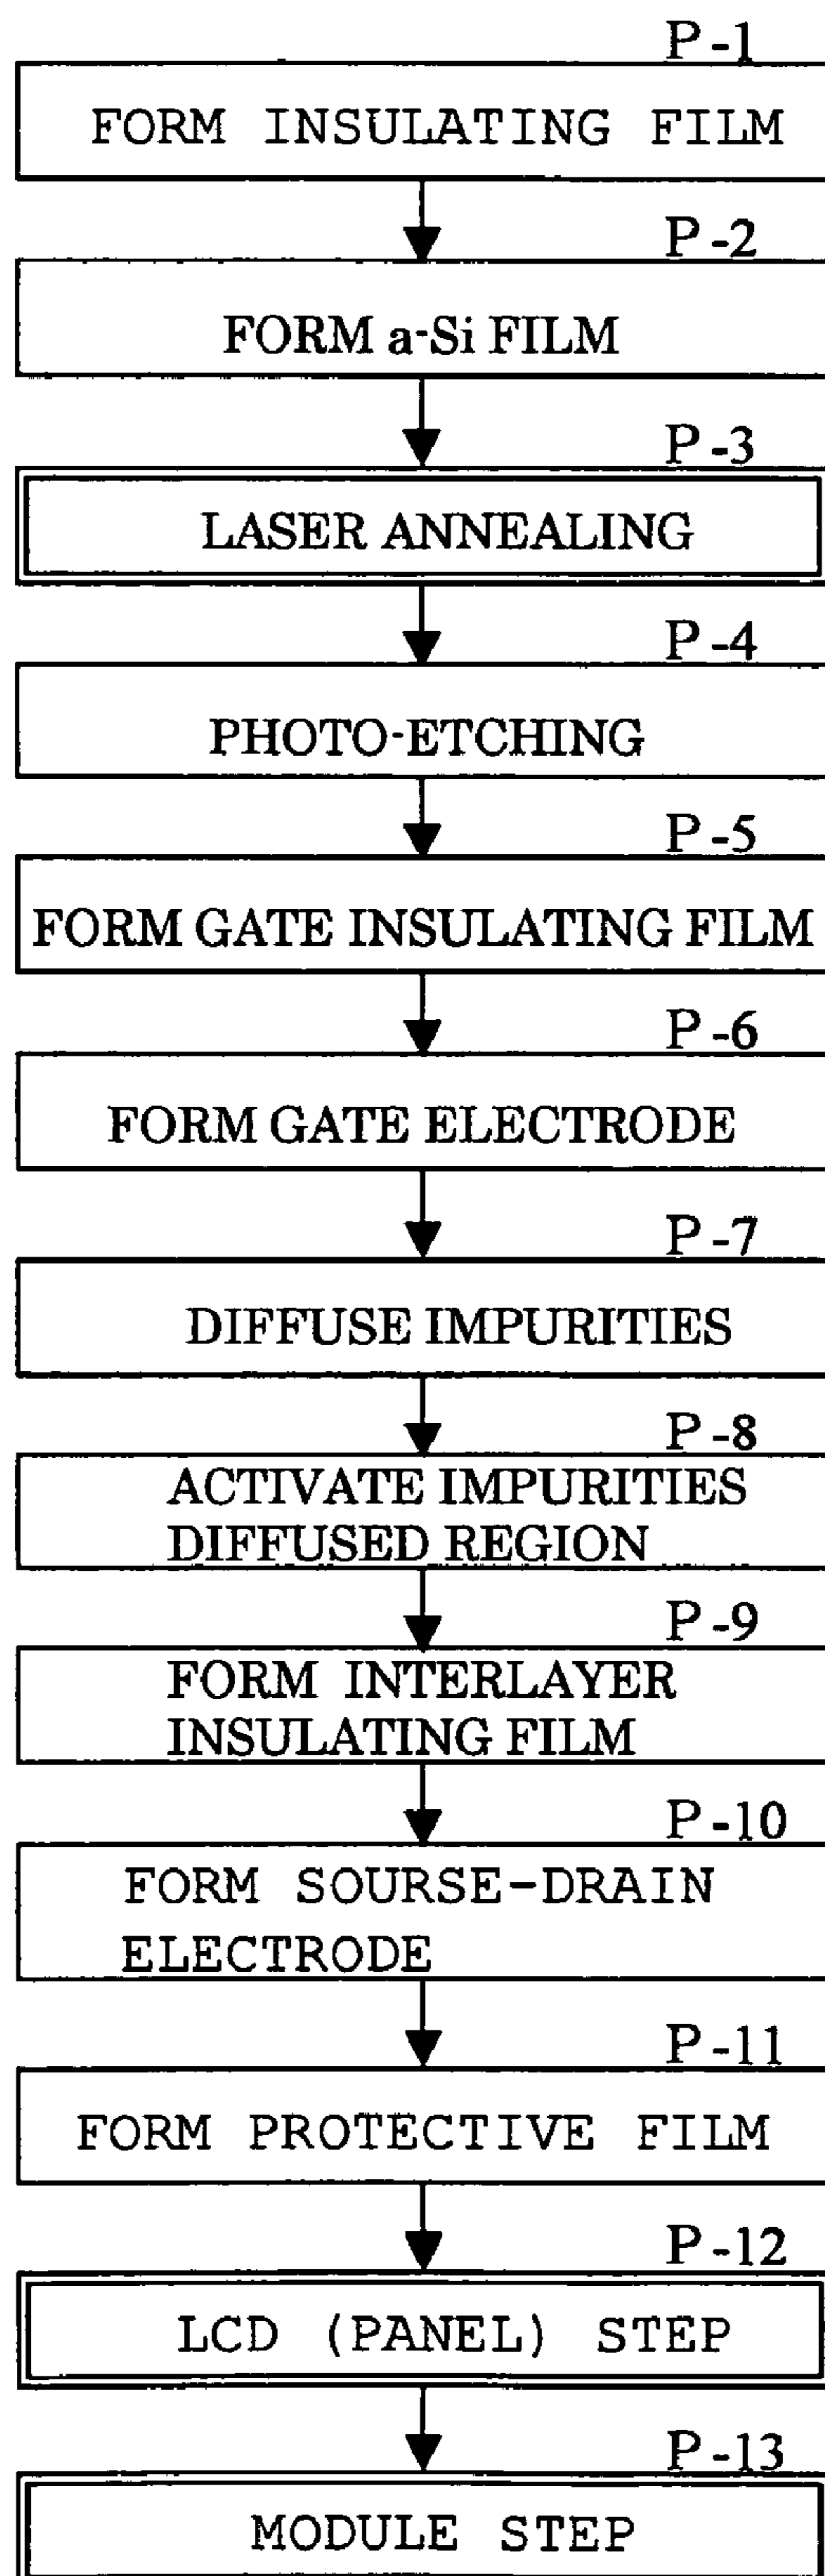 P-1
FORM INSULATING FILM
P-2
FORM a-Si FILM
P-3
LASER ANNEALING
P-4
PHOTO-ETCHING
P-5
FORM GATE INSULATING FILM
P-6
FORM GATE ELECTRODE
P-7
DIFFUSE IMPURITIES
P-8
ACTIVATE IMPURITIES
DIFFUSED REGION
P-9
FORM INTERLAYER
INSULATING FILM
P-10
FORM SOURSE-DRAIN
ELECTRODE
P-11
FORM PROTECTIVE FILM
P-12
LCD (PANEL) STEP
P-13
MODULE STEP